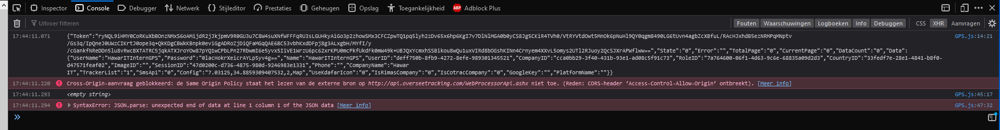 Inspector Console Debugger Netwerk Stijleditor Prestaties Geheugen Opslag Toegankelijkheid ABP Adblock Plus
Uitvoer filteren Fouten Waarschuwingen Logboeken Info Debuggen CSS XHR Aanvragen
17:44:11.071 {"Token":"ryNQL9iHMY0CoRKuXbBOnzNMxS6oAMijdR2jJkjpmV9R0GU3u7C8W4suXNfWFFFqRU3sLGUHkyAiGo3p2zhowSMx3CFCZpwTQ1pq5lyh2zDv65x6hp6KgI7v7DlNlMGA0b0yCS8Jg5CKiR4TVh0/VtRYVtdOwt5MnOk6pNuHl9QY0qgm8490LG6tUvn4agbZcXBfuL/RAcHJxhdB5ezNRMPqMNptv GPS.js:14:21
/Gs3q/IpQneJ0UWzCIKrtJ0ope3q+QkKDgCBWkKBnpk0eviGgADRoZjDiQFaMGQQAE6BC53vbhKxdDFpj8g3ALxgbH/MYfI/y
/cGankfNReDDn5lu8vRwcBXTATRC5jqkATXJroYOw87pYQ1wCPbLPn27RbwmI6e5yvx5IiVE1WrzU6pc62xrKPU0mcPkfUkdFk0mW49k+UBJQxYcmxhSSBikou8wQu1uxVIRd8bOGshKINn4Crnyem4XXvL5omys2UTl2RJuoy2QcSJXrAPWflww==","State":"0","Error":"","TotalPage":"0","CurrentPage":"0","DataCount":"0","Data":
{"UserName":"HawarITInternGPS","Password":"0lacHokrXeicrAYLp5yv4g==","Name":"HawarITInternGPS","UserID":"deff750b-8fb9-4272-8efe-989301345521","CompanyID":"cca0bb29-3f40-431b-93e1-ad08c5f91c73","RoleID":"7a764600-06f1-4d63-9c6e-68835a09d2d3","CountryID":"33fedf7e-28e1-4841-b8f0-
d47571feaf02","ImageID":"","SessionID":"47d0200c-d736-4875-980d-9246983e1331","Phone":"","CompanyName":"Hawar
IT","TrackerList":"1","SmsApi":"0","Config":"7.03125,34.8859309407532,2,Map","UseKdafarIcon":"0","IsRimasCompany":"0","IsCotracCompany":"0","GoogleKey":"","PlatformName":""}}
17:44:11.220 Cross-Origin-aanvraag geblokkeerd: de Same Origin Policy staat het lezen van de externe bron op http://api.overseetracking.com/WebProcessorApi.ashx niet toe. (Reden: CORS-header ‘Access-Control-Allow-Origin’ ontbreekt). [Meer info]
17:44:11.293 <empty string> GPS.js:45:17
17:44:11.294 SyntaxError: JSON.parse: unexpected end of data at line 1 column 1 of the JSON data [Meer info] GPS.js:47:32